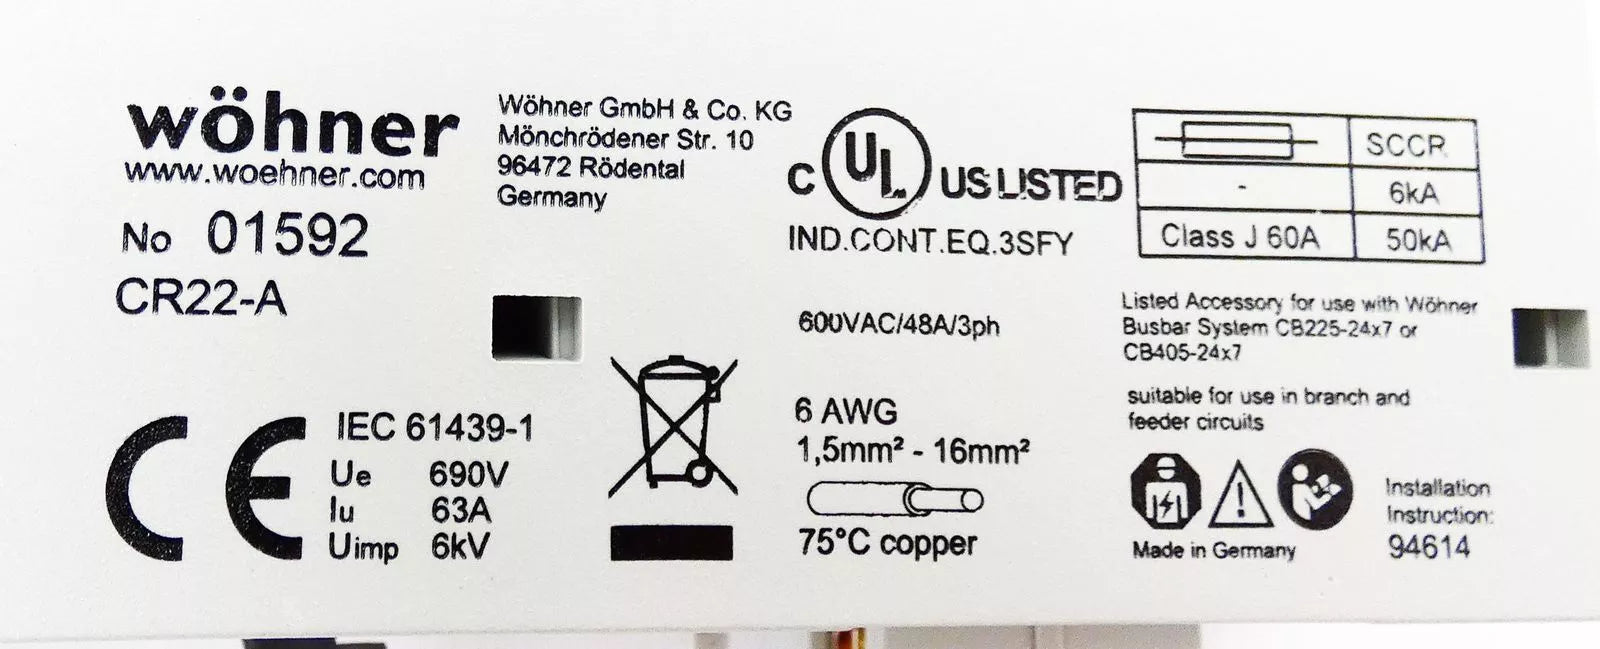 wöhner
www.woehner.com
No 01592
CR22-A
Wöhner GmbH & Co. KG
Mönchrödener Str. 10
96472 Rödental
Germany
C UL US LISTED
IND.CONT.EQ.3SFY
SCCR
- 6kA
Class J 60A 50kA
600VAC/48A/3ph
Listed Accessory for use with Wöhner
Busbar System CB225-24x7 or
CB405-24x7
suitable for use in branch and
feeder circuits
CE
IEC 61439-1
Ue 690V
Iu 63A
Uimp 6kV
6 AWG
1,5mm² - 16mm²
75°C copper
Made in Germany
Installation
Instruction:
94614